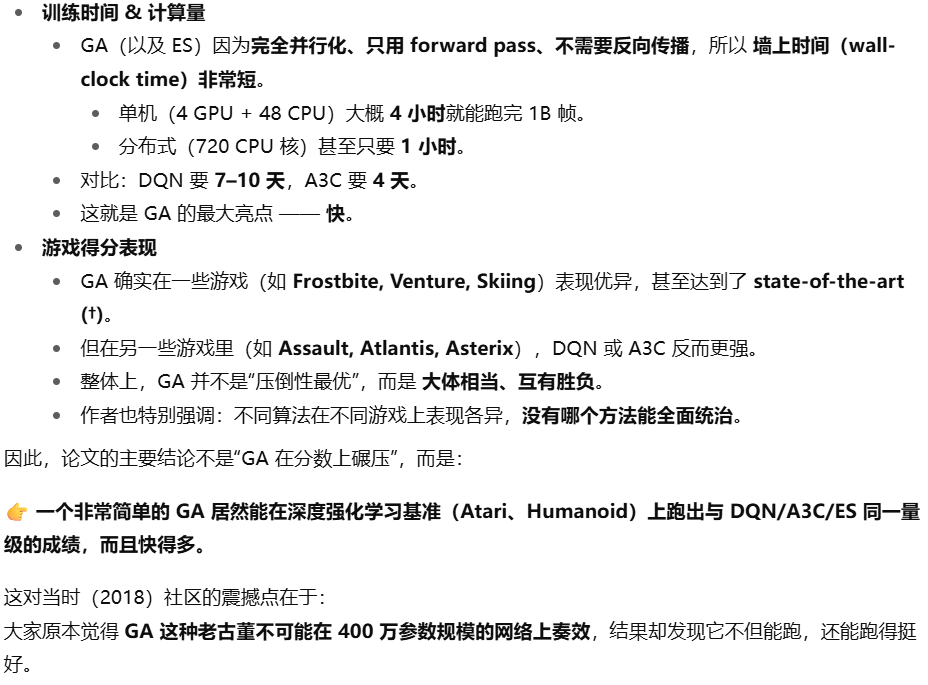 训练时间 & 计算量
GA（以及 ES）因为完全并行化、只用 forward pass、不需要反向传播，所以 墙上时间（wall-
clock time）非常短。
单机（4 GPU + 48 CPU）大概 4 小时就能跑完 1B 帧。
分布式（720 CPU 核）甚至只要 1 小时。
对比：DQN 要 7–10 天，A3C 要 4 天。
这就是 GA 的最大亮点 —— 快。
游戏得分表现
GA 确实在一些游戏（如 Frostbite, Venture, Skiing）表现优异，甚至达到了 state-of-the-art
(†)。
但在另一些游戏里（如 Assault, Atlantis, Asterix），DQN 或 A3C 反而更强。
整体上，GA 并不是“压倒性最优”，而是 大体相当、互有胜负。
作者也特别强调：不同算法在不同游戏上表现各异，没有哪个方法能全面统治。
因此，论文的主要结论不是“GA 在分数上碾压”，而是：
👉 一个非常简单的 GA 居然能在深度强化学习基准（Atari、Humanoid）上跑出与 DQN/A3C/ES 同一量
级的成绩，而且快得多。
这对当时（2018）社区的震撼点在于：
大家原本觉得 GA 这种老古董不可能在 400 万参数规模的网络上奏效，结果却发现它不但能跑，还能跑得挺
好。